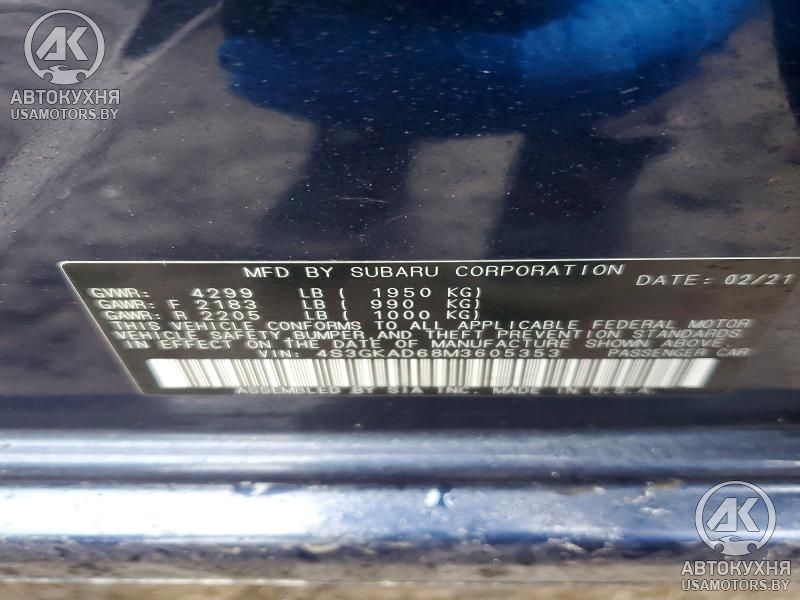 АК
АВТОКУХНЯ
USAMOTORS.BY
MFD BY SUBARU CORPORATION DATE: 02/21
GVWR: 4299 LB ( 1950 KG)
GAWR: F 2183 LB ( 990 KG)
GAWR: R 2205 LB ( 1000 KG)
THIS VEHICLE CONFORMS TO ALL APPLICABLE FEDERAL MOTOR
VEHICLE SAFETY, BUMPER AND THEFT PREVENTION STANDARDS
IN EFFECT ON THE DATE OF MANUFACTURE SHOWN ABOVE.
VIN: 4S3GKAD68M3605353 PASSENGER CAR
ASSEMBLED BY SIA INC. MADE IN U.S.A.
АК
АВТОКУХНЯ
USAMOTORS.BY